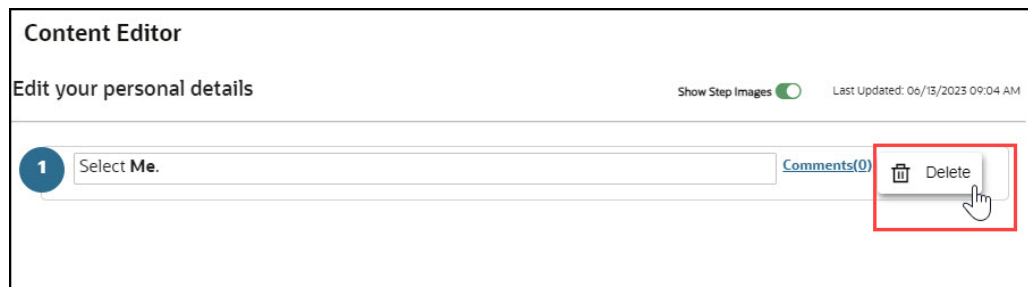 Content Editor
Edit your personal details
Show Step Images
Last Updated: 06/13/2023 09:04 AM
1
Select Me.
Comments(0)
Delete